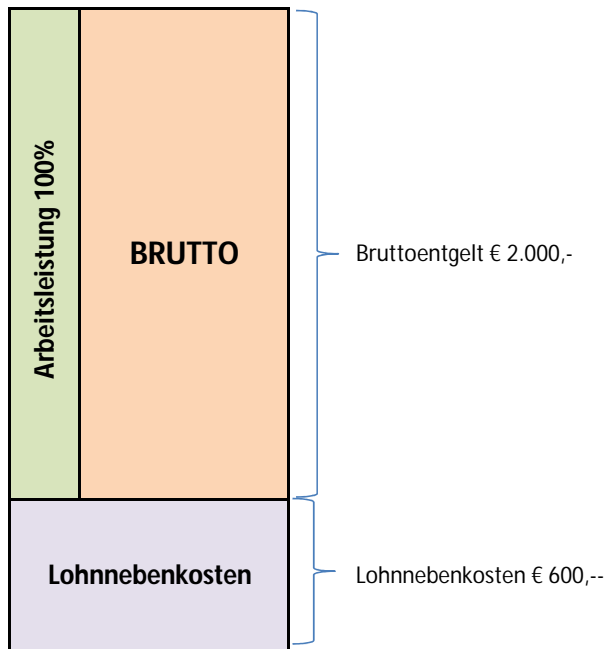 Arbeitsleistung 100%
BRUTTO
Bruttoentgelt € 2.000,-
Lohnnebenkosten
Lohnnebenkosten € 600,--